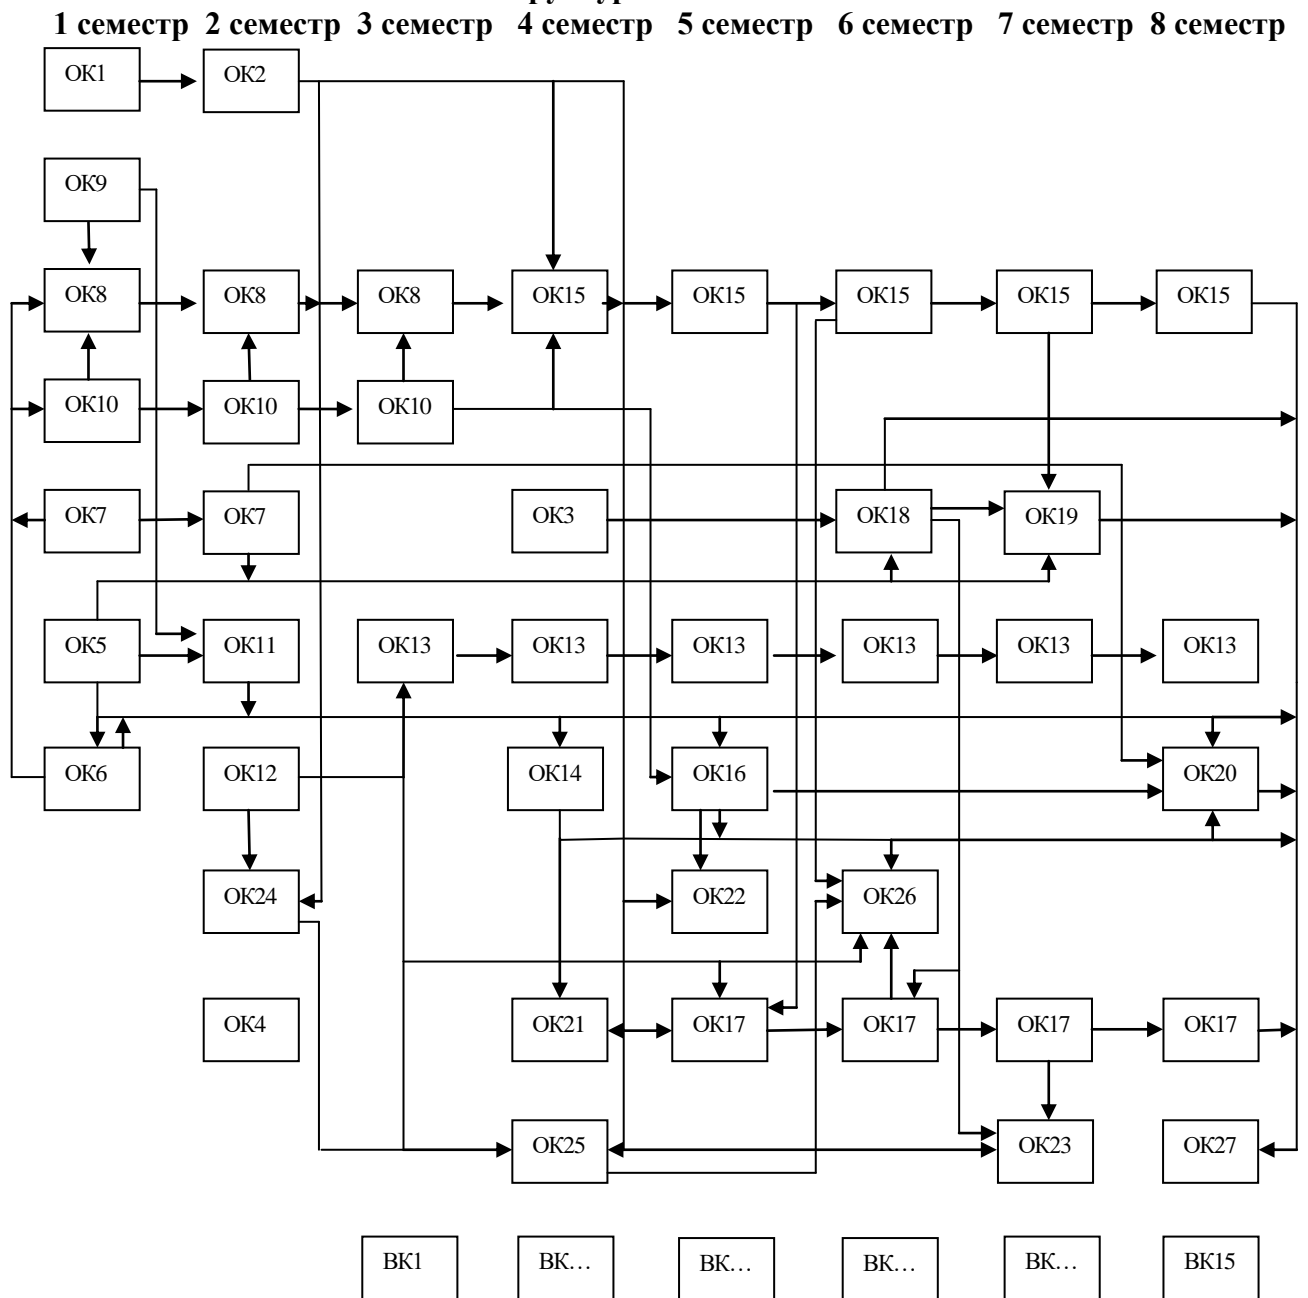 1 семестр 2 семестр 3 семестр 4 семестр 5 семестр 6 семестр 7 семестр 8 семестр
ОК1 ОК2
ОК9
ОК8 ОК8 ОК8 ОК15 ОК15 ОК15 ОК15 ОК15
ОК10 ОК10 ОК10
ОК7 ОК7 ОК3 ОК18 ОК19
ОК5 ОК11 ОК13 ОК13 ОК13 ОК13 ОК13 ОК13
ОК6 ОК12 ОК14 ОК16 ОК20
ОК24 ОК22 ОК26
ОК4 ОК21 ОК17 ОК17 ОК17 ОК17
ОК25 ОК23 ОК27
ВК1 ВК... ВК... ВК... ВК... ВК15